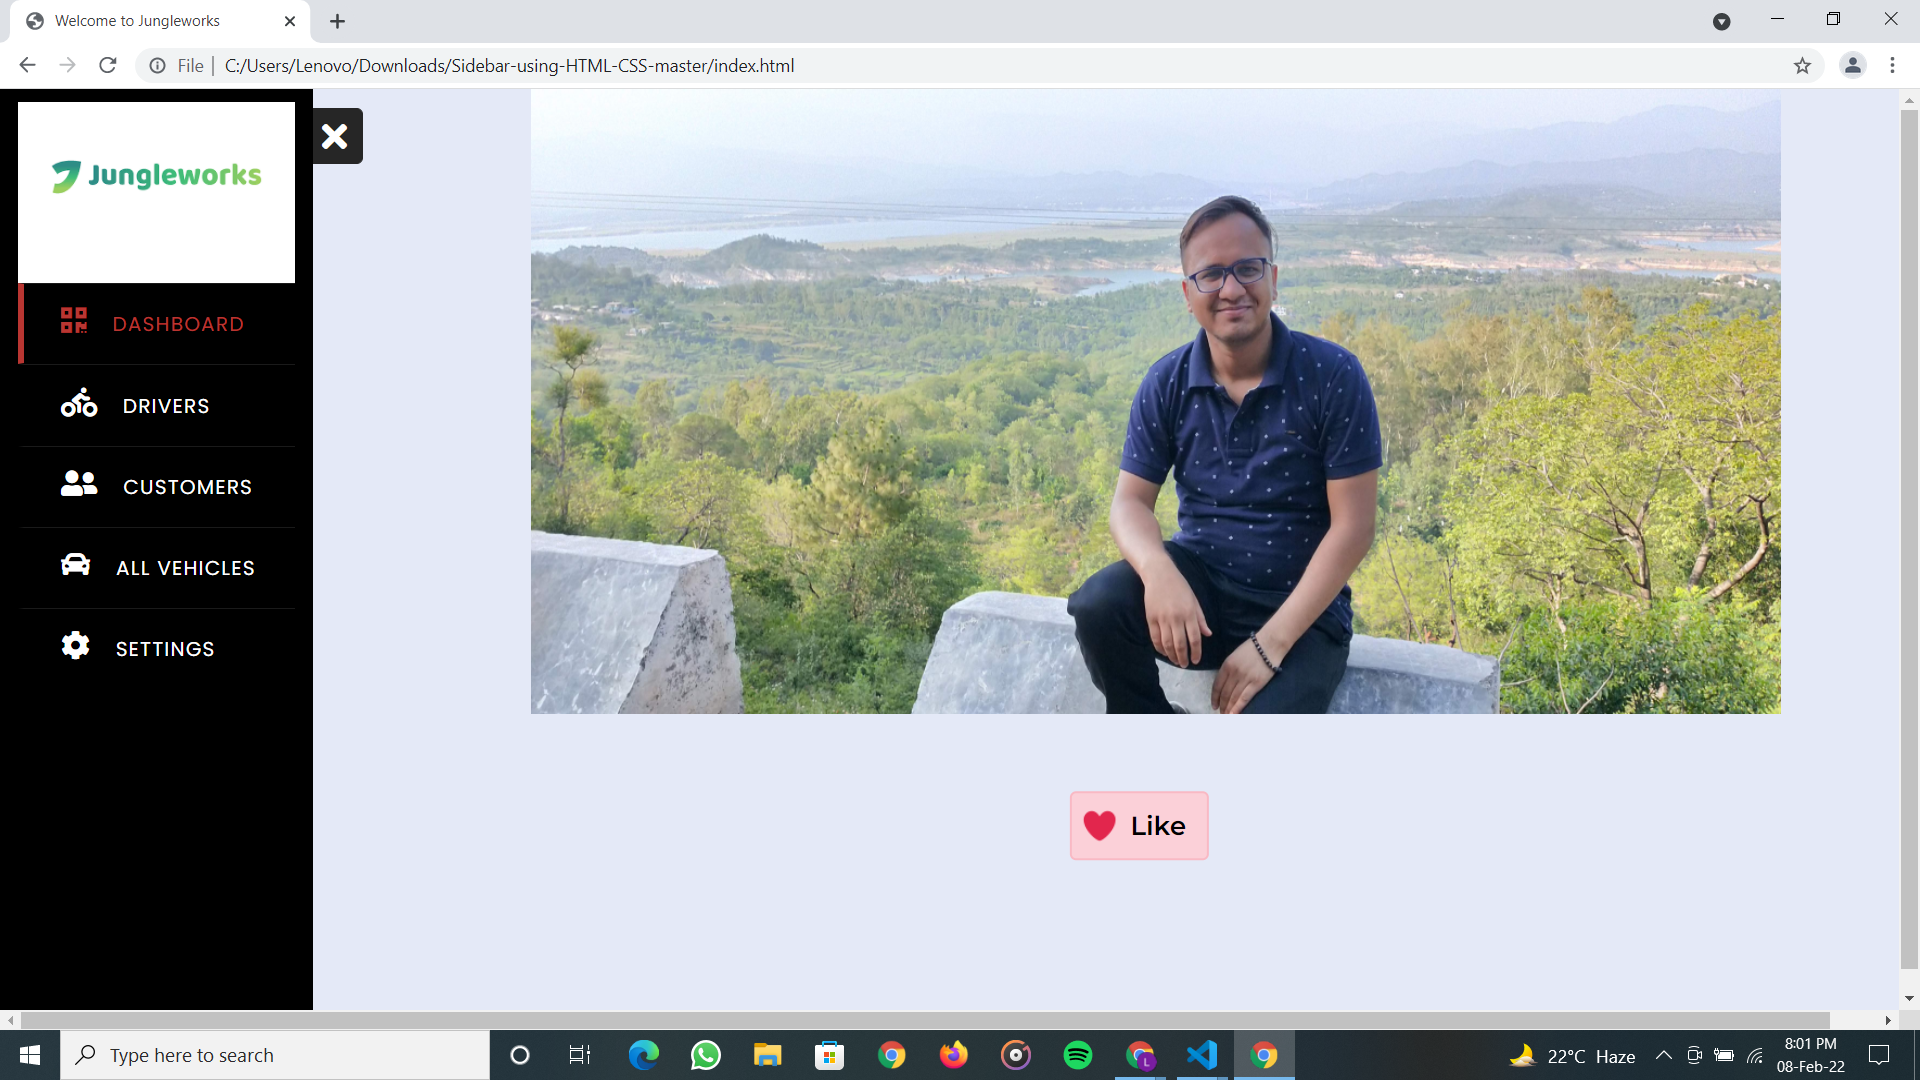 Welcome to Jungleworks
File
C:/Users/Lenovo/Downloads/Sidebar-using-HTML-CSS-master/index.html
Jungleworks
DASHBOARD
DRIVERS
CUSTOMERS
ALL VEHICLES
SETTINGS
Like
Type here to search
L
22°C Haze
8:01 PM
08-Feb-22